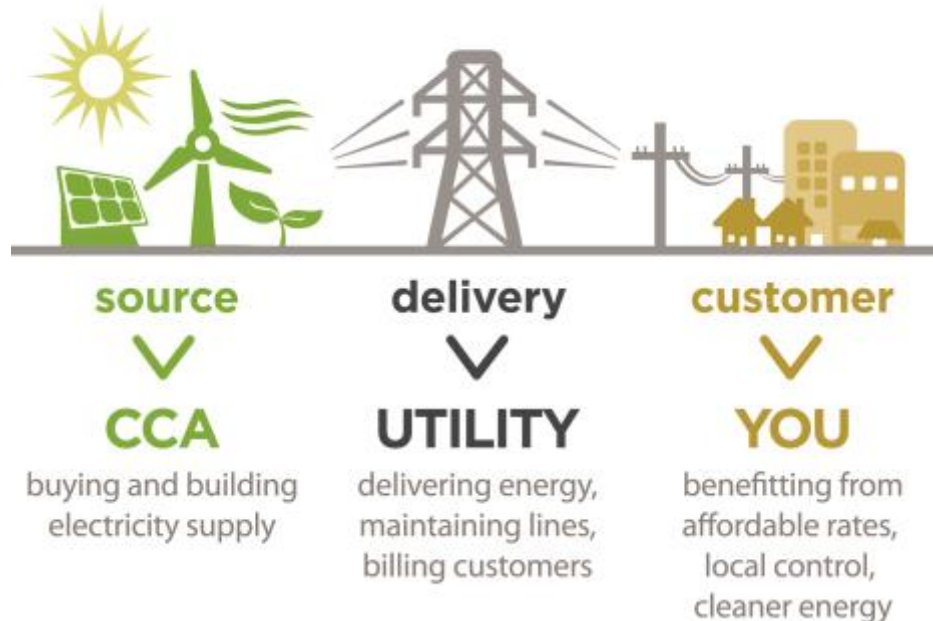 source
CCA
buying and building
electricity supply
delivery
UTILITY
delivering energy,
maintaining lines,
billing customers
customer
YOU
benefitting from
affordable rates,
local control,
cleaner energy